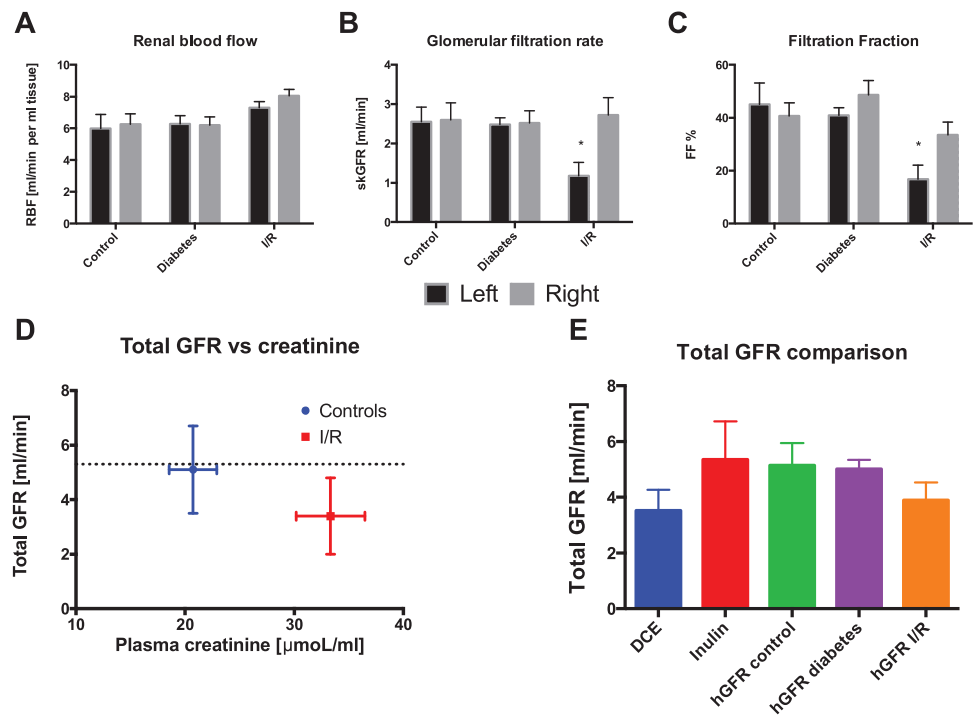 A
Renal blood flow
RBF [ml/min per ml tissue]
10
8
6
4
2
0
Control
Diabetes
I/R
B
Glomerular filtration rate
skGFR [ml/min]
4
3
2
1
0
*
Control
Diabetes
I/R
C
Filtration Fraction
FF %
60
40
20
0
*
Control
Diabetes
I/R
Left
Right
D
Total GFR vs creatinine
Total GFR [ml/min]
8
6
4
2
0
Controls
I/R
10
20
30
40
Plasma creatinine [μmoL/ml]
E
Total GFR comparison
Total GFR [ml/min]
8
6
4
2
0
DCE
Inulin
hGFR control
hGFR diabetes
hGFR I/R